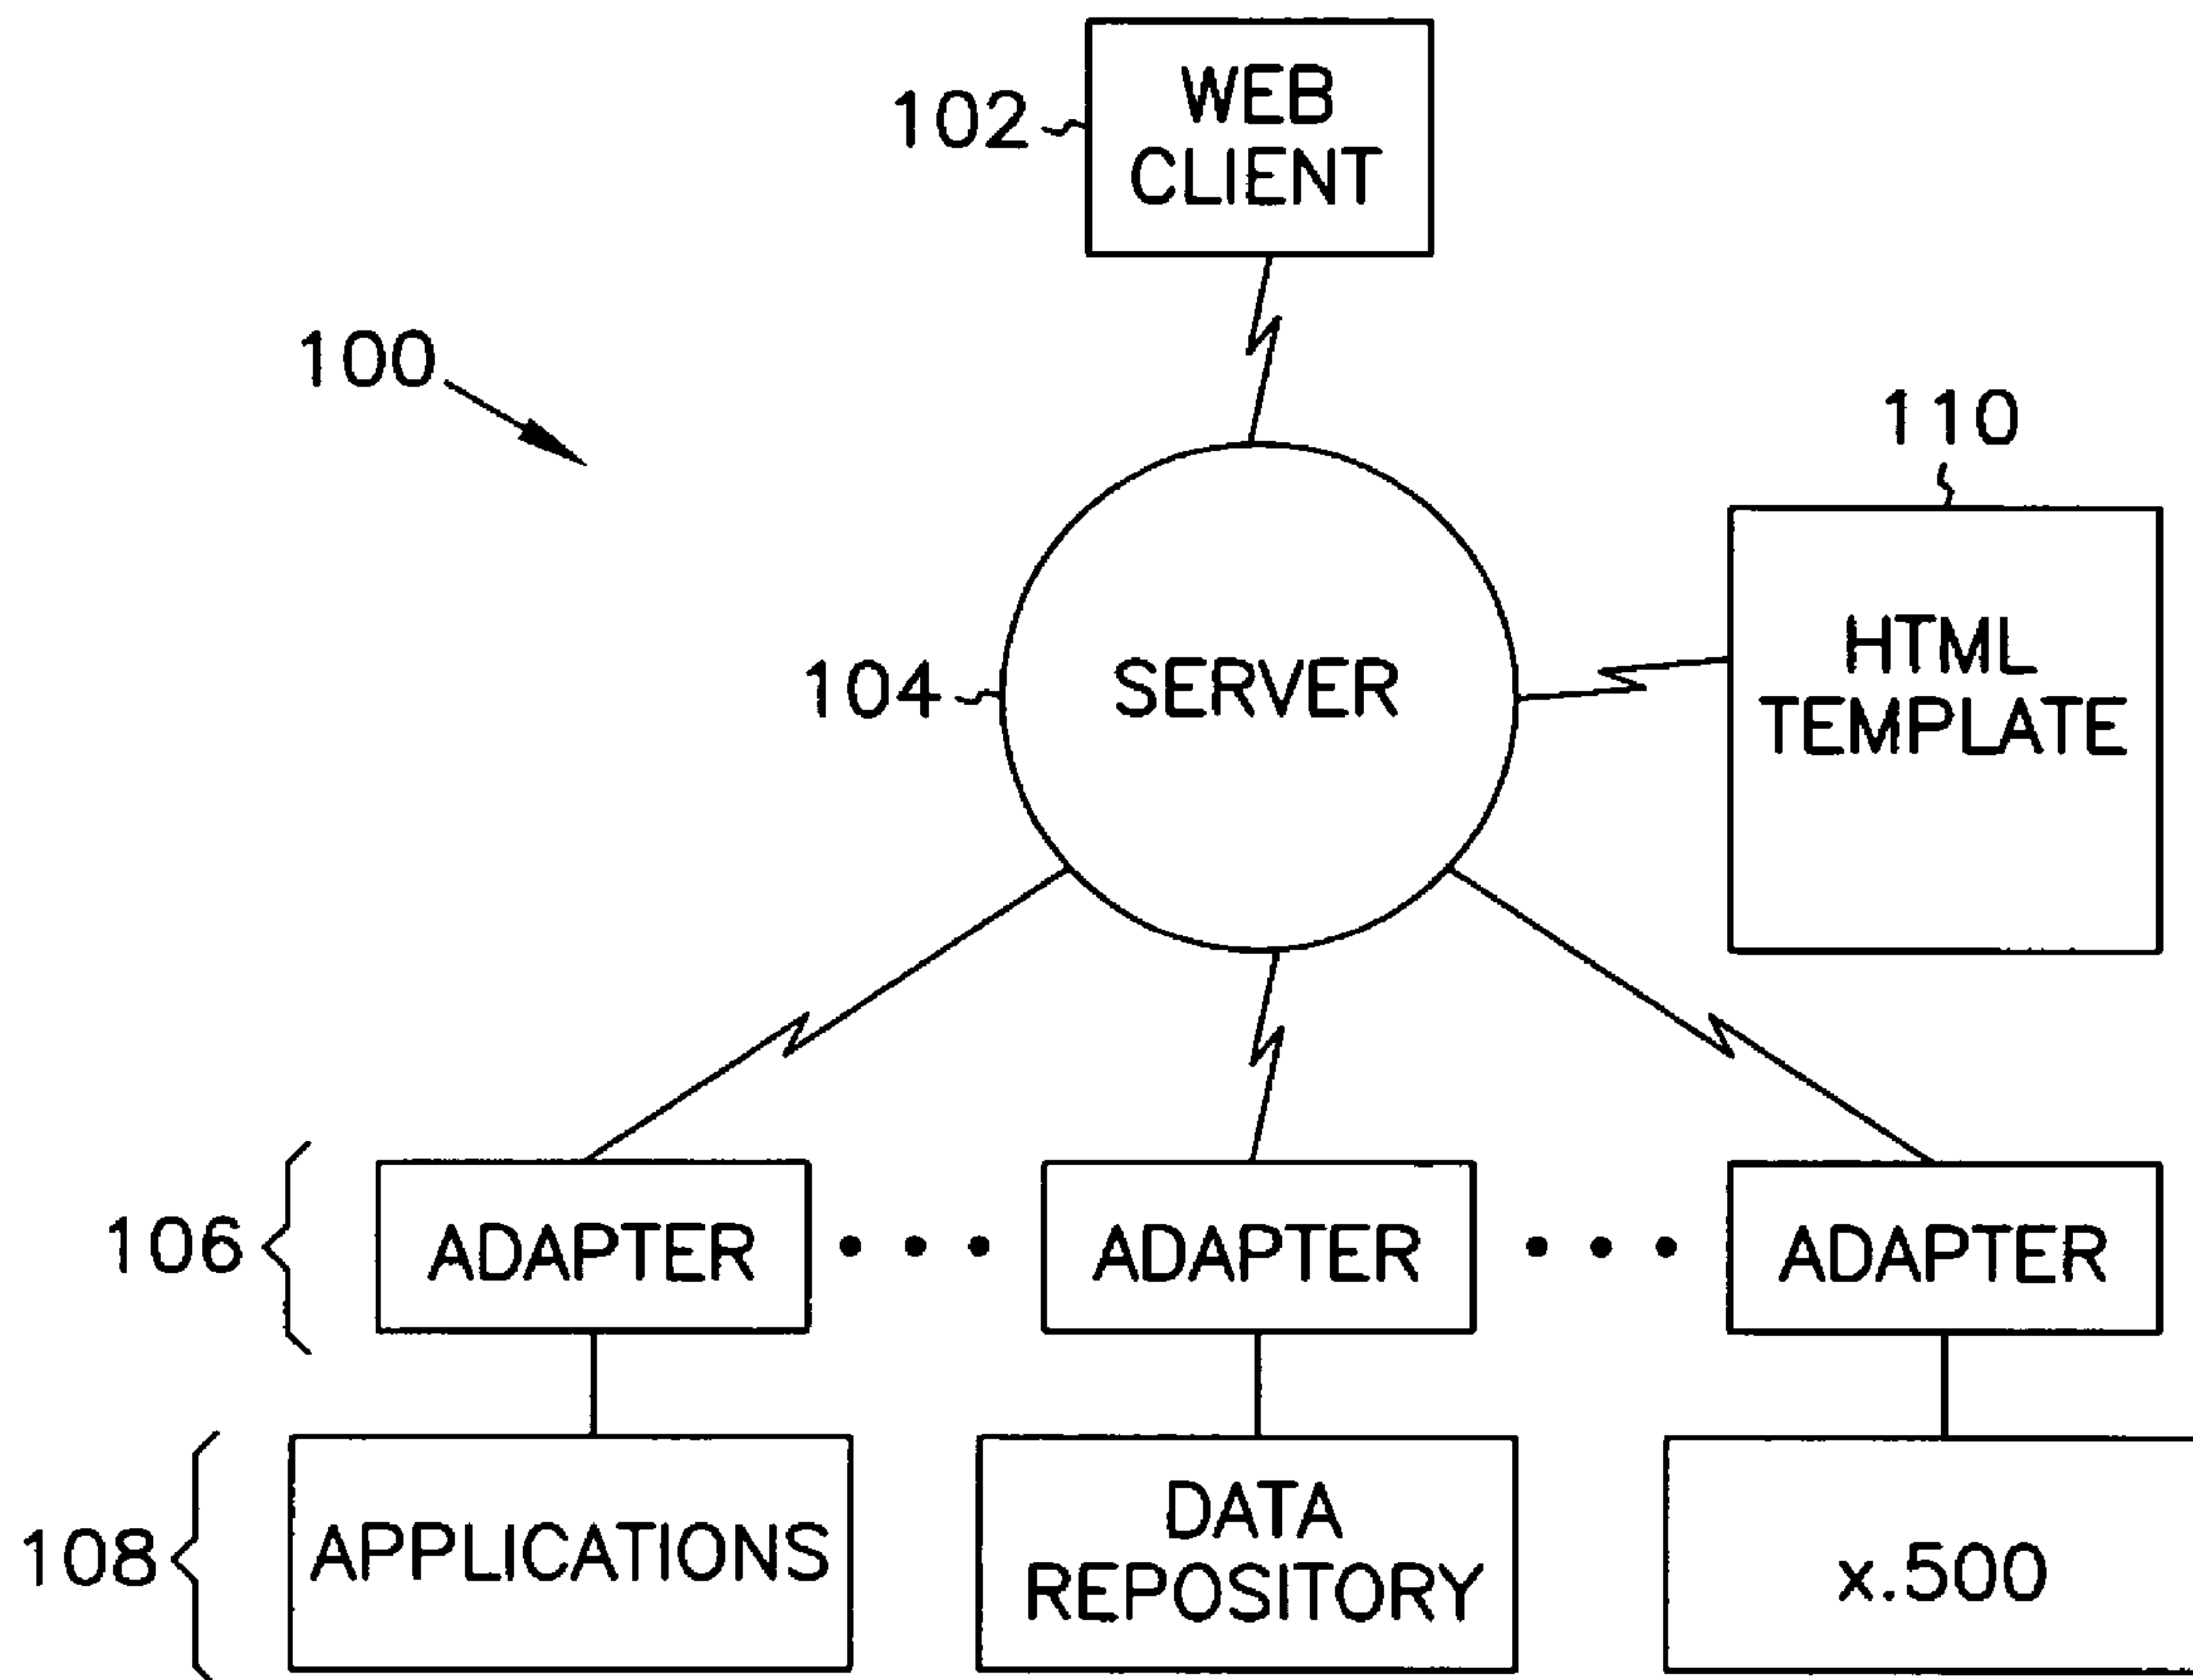 102
WEB
CLIENT
100
110
HTML
TEMPLATE
104
SERVER
106
ADAPTER
ADAPTER
ADAPTER
108
APPLICATIONS
DATA
REPOSITORY
x.500